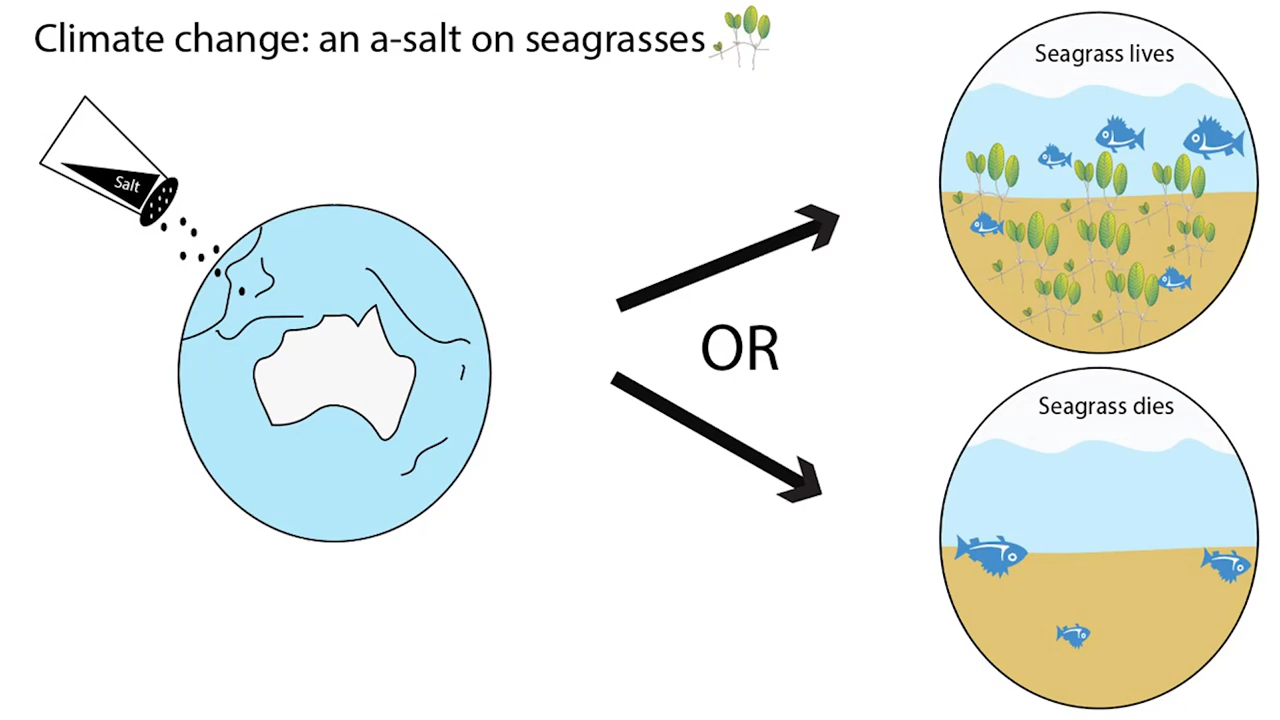 Climate change: an a-salt on seagrasses
Salt
OR
Seagrass lives
Seagrass dies